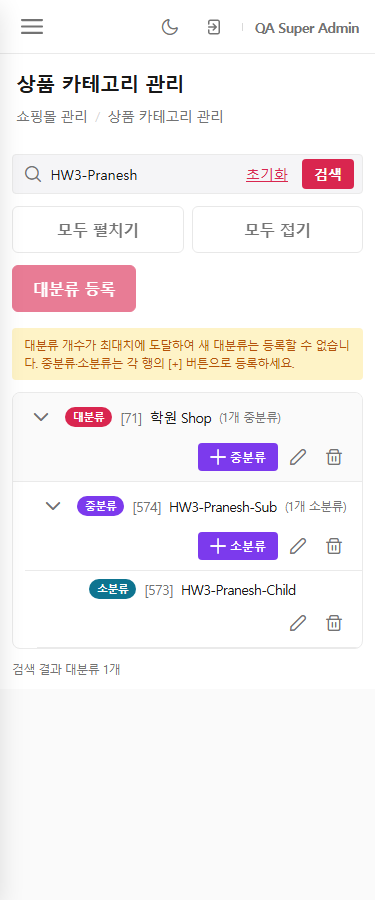 QA Super Admin
상품 카테고리 관리
쇼핑몰 관리 / 상품 카테고리 관리
HW3-Pranesh 초기화 검색
모두 펼치기 모두 접기
대분류 등록
대분류 개수가 최대치에 도달하여 새 대분류는 등록할 수 없습니
다. 중분류·소분류는 각 행의 [+] 버튼으로 등록하세요.
대분류 [71] 학원 Shop (1개 중분류)
+ 중분류
중분류 [574] HW3-Pranesh-Sub (1개 소분류)
+ 소분류
소분류 [573] HW3-Pranesh-Child
검색 결과 대분류 1개